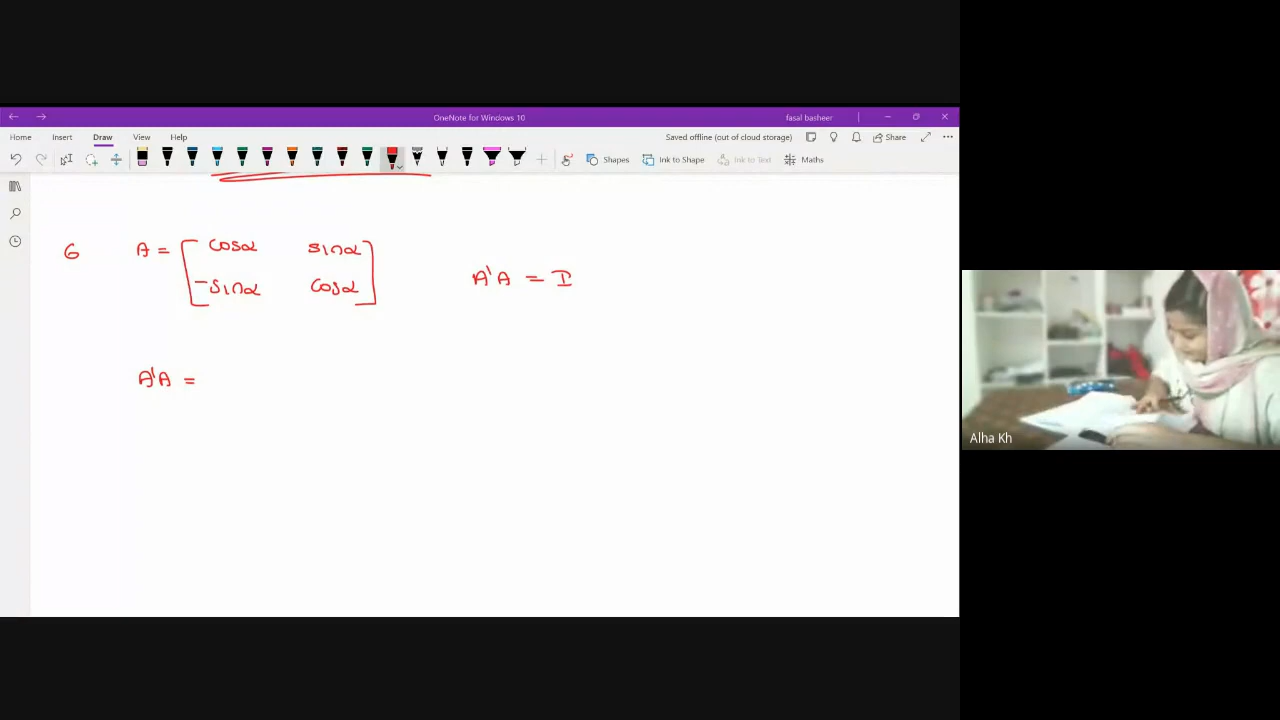 OneNote for Windows 10
fasal basheer
Home Insert Draw View Help
Saved offline (out of cloud storage)
Share
Shapes
Ink to Shape
Ink to Text
Maths
6 A = [ cosα sinα
-sinα cosα ]
A'A = I
A'A =
Alha Kh